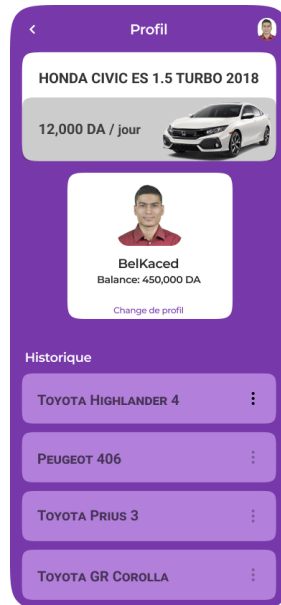 Profil
HONDA CIVIC ES 1.5 TURBO 2018
12,000 DA / jour
BelKaced
Balance: 450,000 DA
Change de profil
Historique
Toyota Highlander 4
Peugeot 406
Toyota Prius 3
Toyota GR Corolla